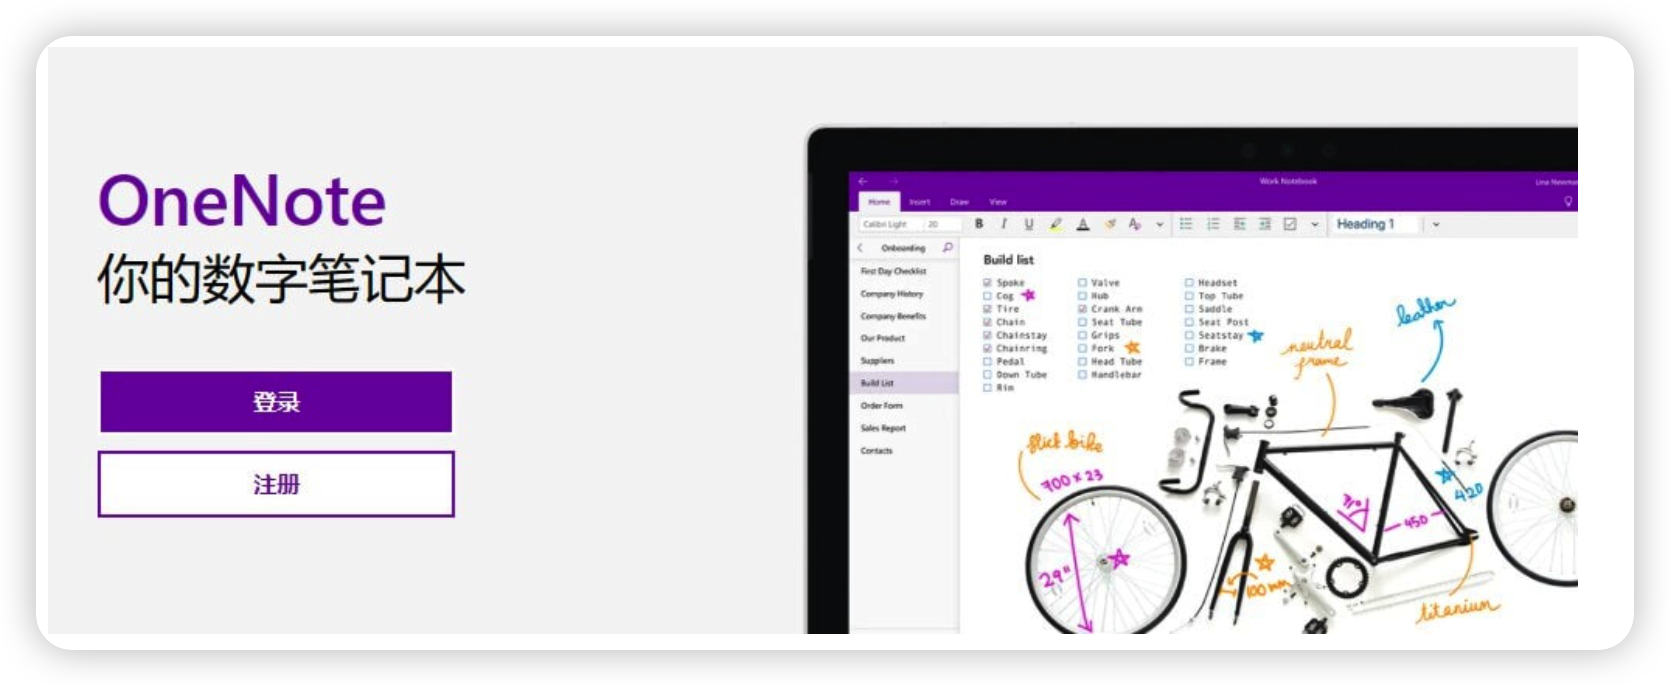 OneNote
你的数字笔记本
登录
注册
Work Notebook
Home Insert Draw View
Calibri Light 20 B I U A Heading 1
Onboarding
First Day Checklist
Company History
Company Benefits
Our Product
Suppliers
Build List
Order Form
Sales Report
Contacts
Build list
Spoke Valve Headset
Cog Hub Top Tube
Tire Crank Arm Saddle
Chain Seat Tube Seat Post
Chainstay Grips Seatstay
Chainring Fork Brake
Pedal Head Tube Frame
Down Tube Handlebar
Rim
leather
neutral
frame
700 x 23
420
450
29"
100 mm
titanium